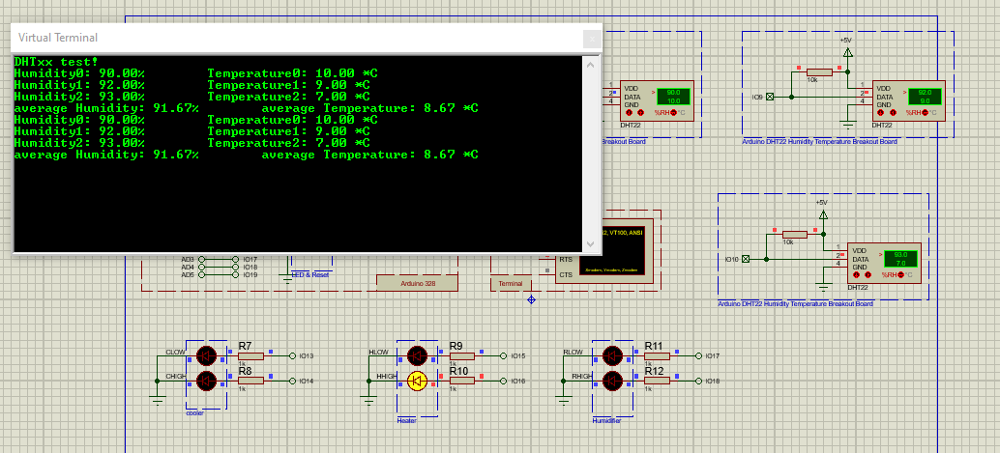 Virtual Terminal
DHTxx test!
Humidity0: 90.00% Temperature0: 10.00 *C
Humidity1: 92.00% Temperature1: 9.00 *C
Humidity2: 93.00% Temperature2: 7.00 *C
average Humidity: 91.67% average Temperature: 8.67 *C
Humidity0: 90.00% Temperature0: 10.00 *C
Humidity1: 92.00% Temperature1: 9.00 *C
Humidity2: 93.00% Temperature2: 7.00 *C
average Humidity: 91.67% average Temperature: 8.67 *C
1
2
4
VDD
DATA
GND
>
90.0
10.0
%RH
°C
DHT22
Breakout Board
+5V
10k
IO9
1
2
4
VDD
DATA
GND
>
92.0
9.0
%RH
°C
DHT22
Arduino DHT22 Humidity Temperature Breakout Board
+5V
10k
IO10
1
2
4
VDD
DATA
GND
>
93.0
7.0
%RH
°C
DHT22
Arduino DHT22 Humidity Temperature Breakout Board
AD3 IO17
AD4 IO18
AD5 IO19
LED & Reset
Arduino 328
Terminal
VT100, ANSI
Xmodem, Ymodem, Zmodem
RTS
CTS
CLOW R7 1k IO13
CHIGH R8 1k IO14
cooler
HLOW R9 1k IO15
HHIGH R10 1k IO16
Heater
RLOW R11 1k IO17
RHIGH R12 1k IO18
Humidifier